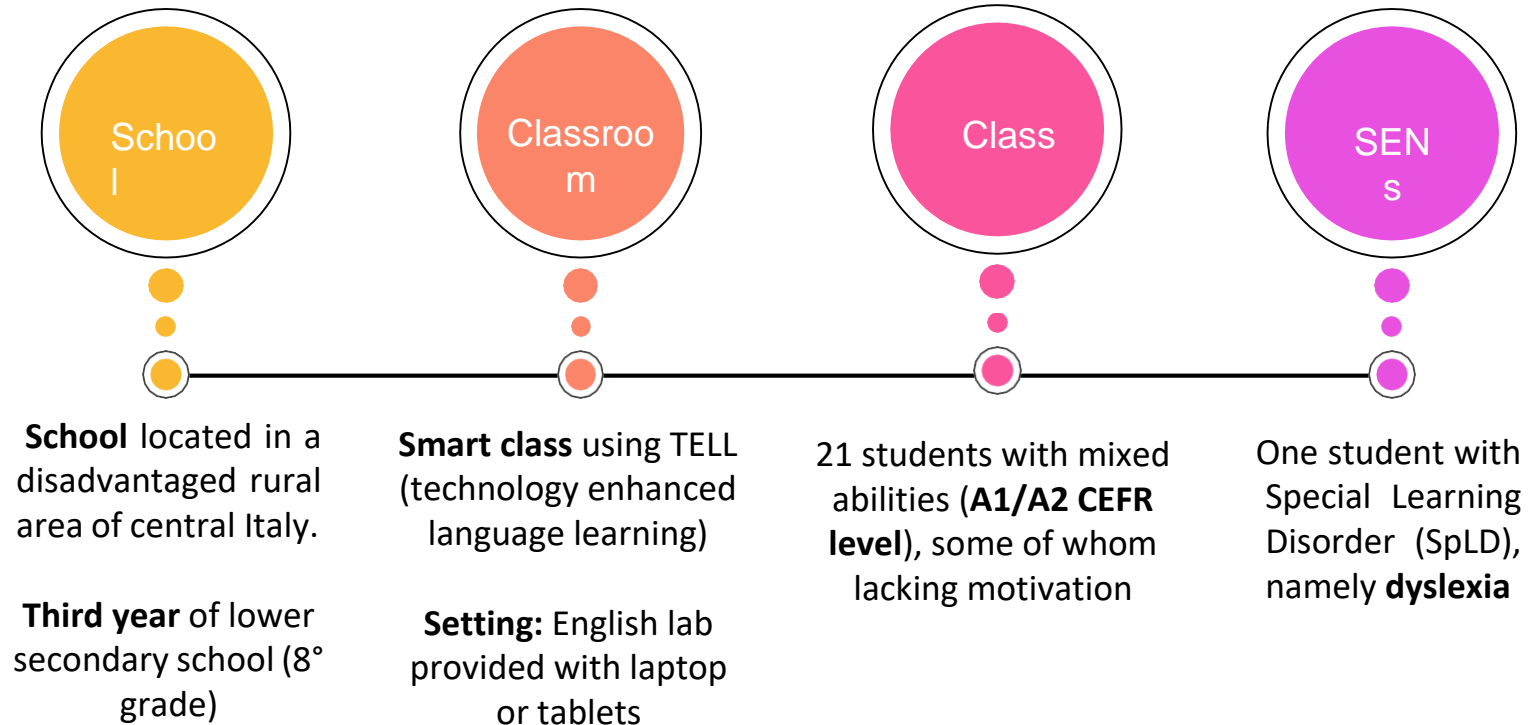 Schoo
l
Classroo
m
Class
SEN
s
School located in a
disadvantaged rural
area of central Italy.
Third year of lower
secondary school (8°
grade)
Smart class using TELL
(technology enhanced
language learning)
Setting: English lab
provided with laptop
or tablets
21 students with mixed
abilities (A1/A2 CEFR
level), some of whom
lacking motivation
One student with
Special Learning
Disorder (SpLD),
namely dyslexia